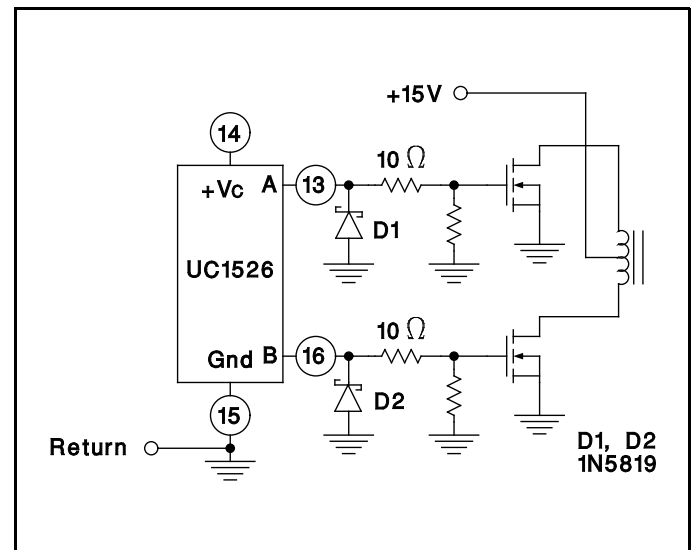 +15V
14
10 Ω
+Vc A 13
D1
UC1526
10 Ω
Gnd B 16
D2
15
Return
D1, D2
1N5819